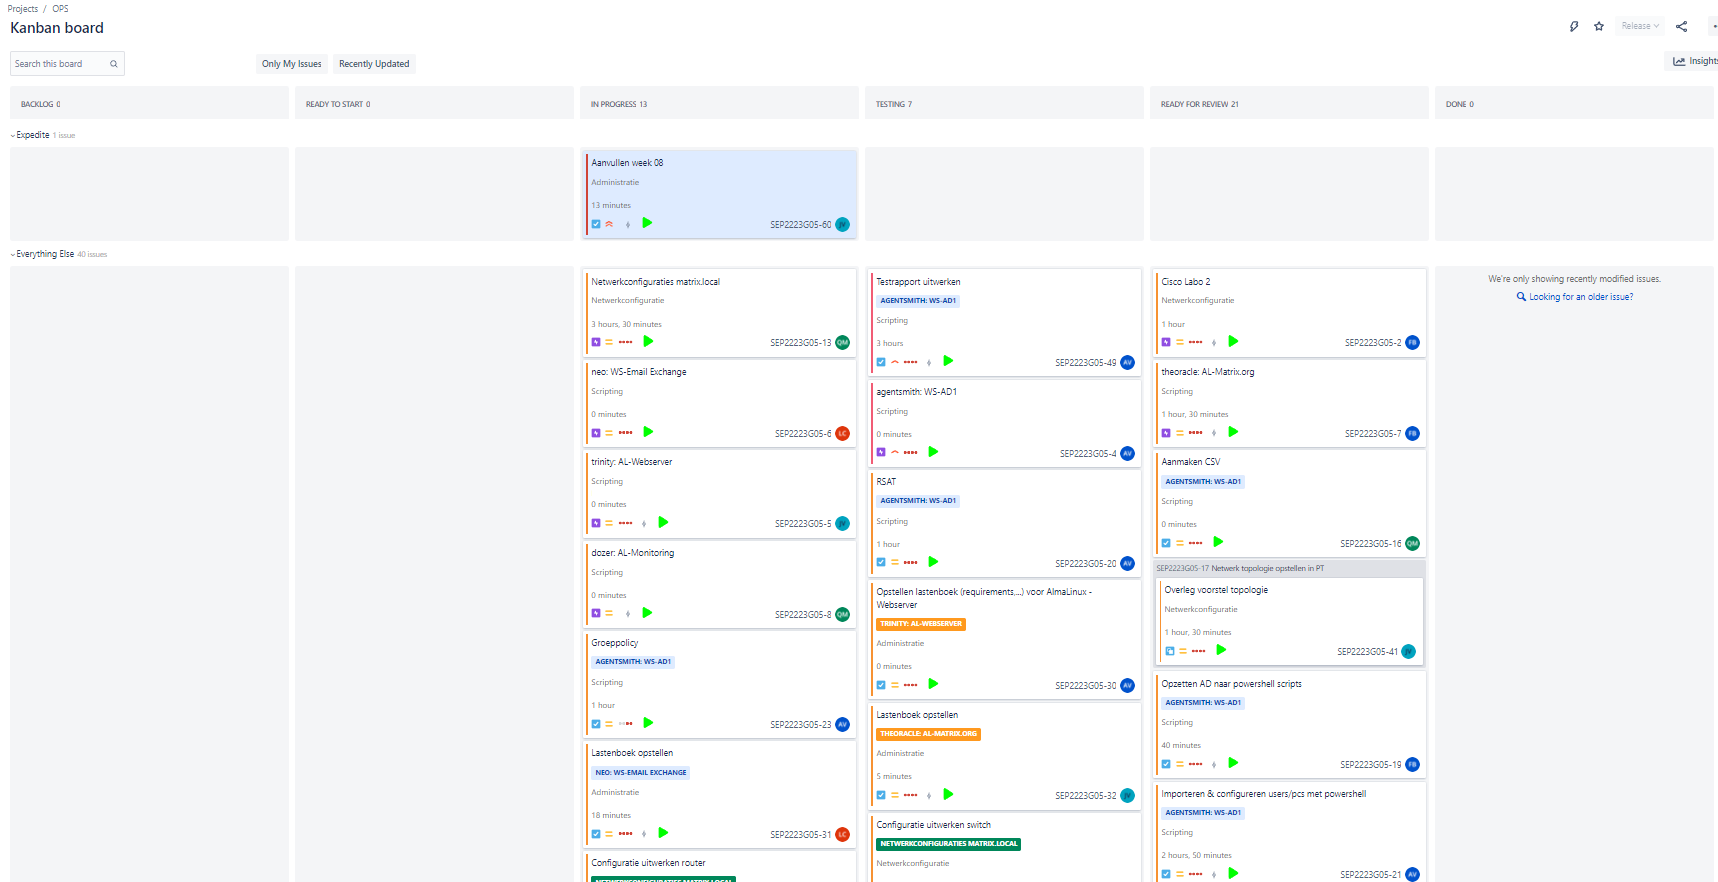 Projects / OPS
Kanban board
Release
Search this board
Only My Issues
Recently Updated
Insights
BACKLOG 0
READY TO START 0
IN PROGRESS 13
TESTING 7
READY FOR REVIEW 21
DONE 0
Expedite 1 issue
Aanvullen week 08
Administratie
13 minutes
SEP2223G05-60 JV
Everything Else 40 issues
Netwerkconfiguraties matrix.local
Netwerkconfiguratie
3 hours, 30 minutes
SEP2223G05-13 QM
neo: WS-Email Exchange
Scripting
0 minutes
SEP2223G05-6 LC
trinity: AL-Webserver
Scripting
0 minutes
SEP2223G05-5 JV
dozer: AL-Monitoring
Scripting
0 minutes
SEP2223G05-8 QM
Groeppolicy
AGENTSMITH: WS-AD1
Scripting
1 hour
SEP2223G05-23 AV
Lastenboek opstellen
NEO: WS-EMAIL EXCHANGE
Administratie
18 minutes
SEP2223G05-31 LC
Configuratie uitwerken router
NETWERKCONFIGURATIES MATRIX.LOCAL
Testrapport uitwerken
AGENTSMITH: WS-AD1
Scripting
3 hours
SEP2223G05-49 AV
agentsmith: WS-AD1
Scripting
0 minutes
SEP2223G05-4 AV
RSAT
AGENTSMITH: WS-AD1
Scripting
1 hour
SEP2223G05-20 AV
Opstellen lastenboek (requirements,...) voor AlmaLinux -
Webserver
TRINITY: AL-WEBSERVER
Administratie
0 minutes
SEP2223G05-30 AV
Lastenboek opstellen
THEORACLE: AL-MATRIX.ORG
Administratie
5 minutes
SEP2223G05-32 JV
Configuratie uitwerken switch
NETWERKCONFIGURATIES MATRIX.LOCAL
Netwerkconfiguratie
Cisco Labo 2
Netwerkconfiguratie
1 hour
SEP2223G05-2 FB
theoracle: AL-Matrix.org
Scripting
1 hour, 30 minutes
SEP2223G05-7 FB
Aanmaken CSV
AGENTSMITH: WS-AD1
Scripting
0 minutes
SEP2223G05-16 QM
SEP2223G05-17 Netwerk topologie opstellen in PT
Overleg voorstel topologie
Netwerkconfiguratie
1 hour, 30 minutes
SEP2223G05-41 JV
Opzetten AD naar powershell scripts
AGENTSMITH: WS-AD1
Scripting
40 minutes
SEP2223G05-19 FB
Importeren & configureren users/pcs met powershell
AGENTSMITH: WS-AD1
Scripting
2 hours, 50 minutes
SEP2223G05-21 AV
We're only showing recently modified issues.
Looking for an older issue?